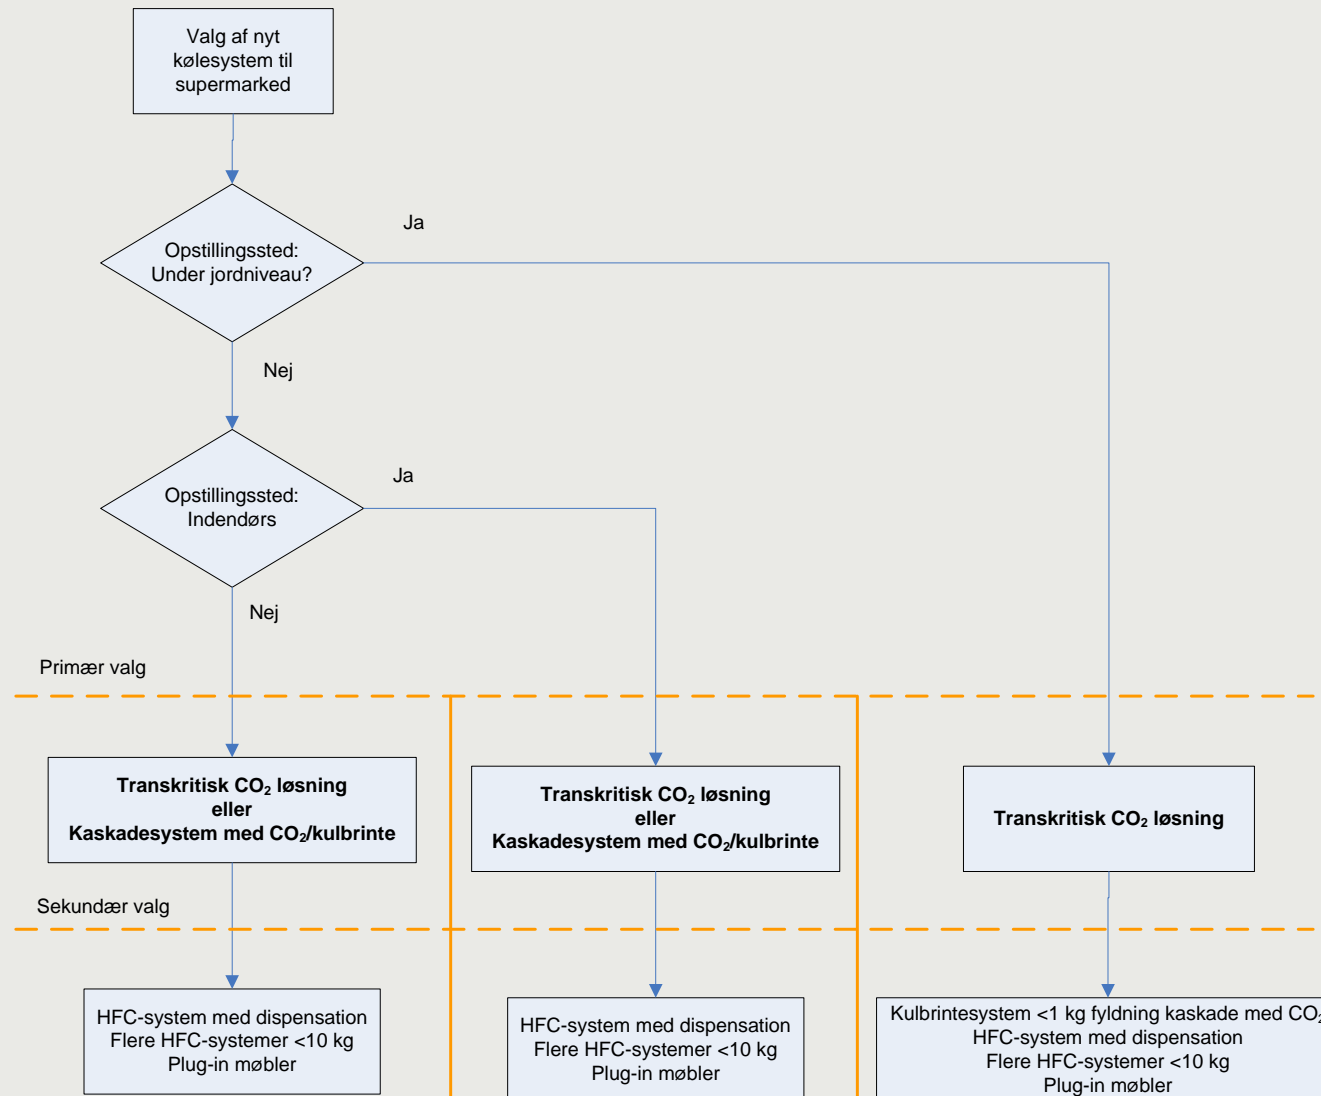 Valg af nyt
kølesystem til
supermarked
Ja
Opstillingssted:
Under jordniveau?
Nej
Ja
Opstillingssted:
Indendørs
Nej
Primær valg
Transkritisk CO₂ løsning
eller
Kaskadesystem med CO₂/kulbrinte
Transkritisk CO₂ løsning
eller
Kaskadesystem med CO₂/kulbrinte
Transkritisk CO₂ løsning
Sekundær valg
HFC-system med dispensation
Flere HFC-systemer <10 kg
Plug-in møbler
HFC-system med dispensation
Flere HFC-systemer <10 kg
Plug-in møbler
Kulbrintesystem <1 kg fyldning kaskade med CO₂
HFC-system med dispensation
Flere HFC-systemer <10 kg
Plug-in møbler